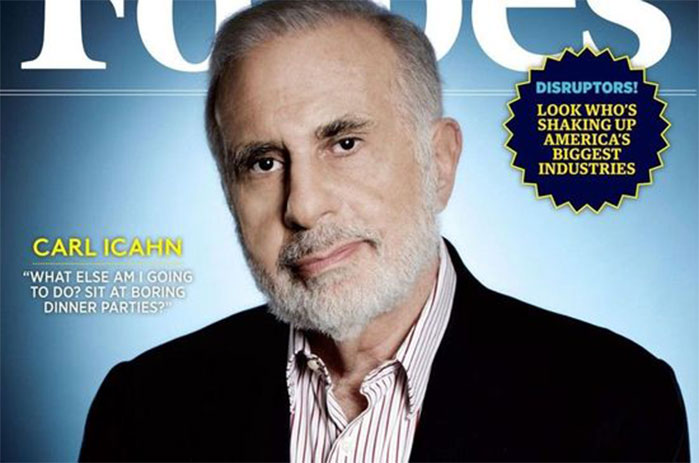 Forbes
DISRUPTORS!
LOOK WHO'S
SHAKING UP
AMERICA'S
BIGGEST
INDUSTRIES
CARL ICAHN
"WHAT ELSE AM I GOING
TO DO? SIT AT BORING
DINNER PARTIES?"